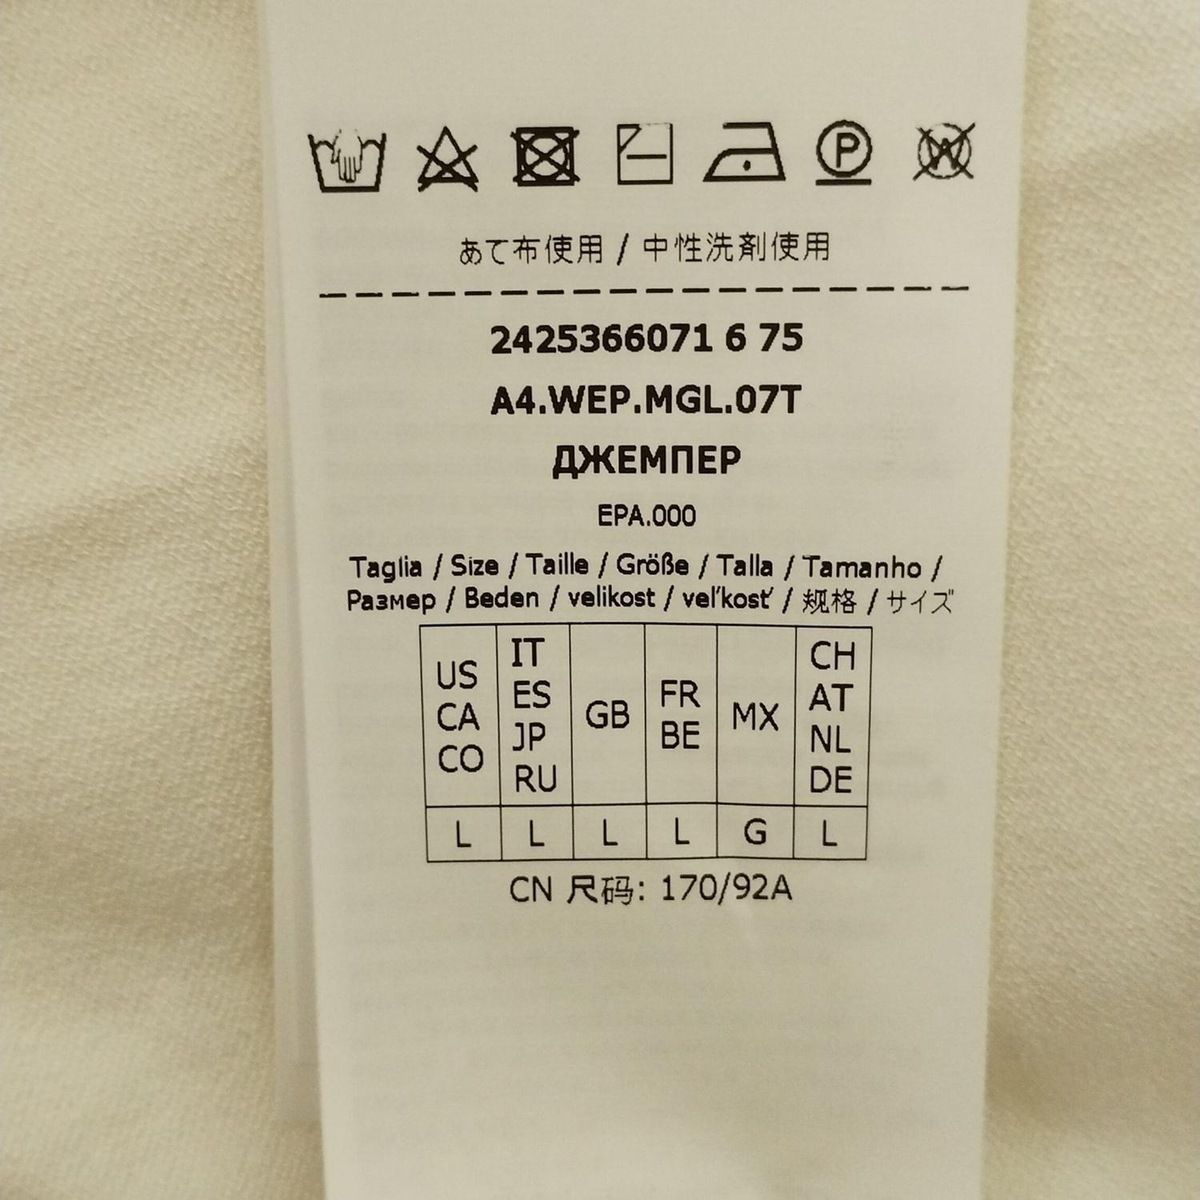 あて布使用 / 中性洗剤使用
2425366071 6 75
A4.WEP.MGL.07T
ДЖЕМПЕР
EPA.000
Taglia / Size / Taille / Größe / Talla / Tamanho /
Размер / Beden / velikost / veľkosť / 规格 / サイズ
US CA CO IT ES JP RU GB FR BE MX CH AT NL DE
L L L L G L
CN 尺码: 170/92A